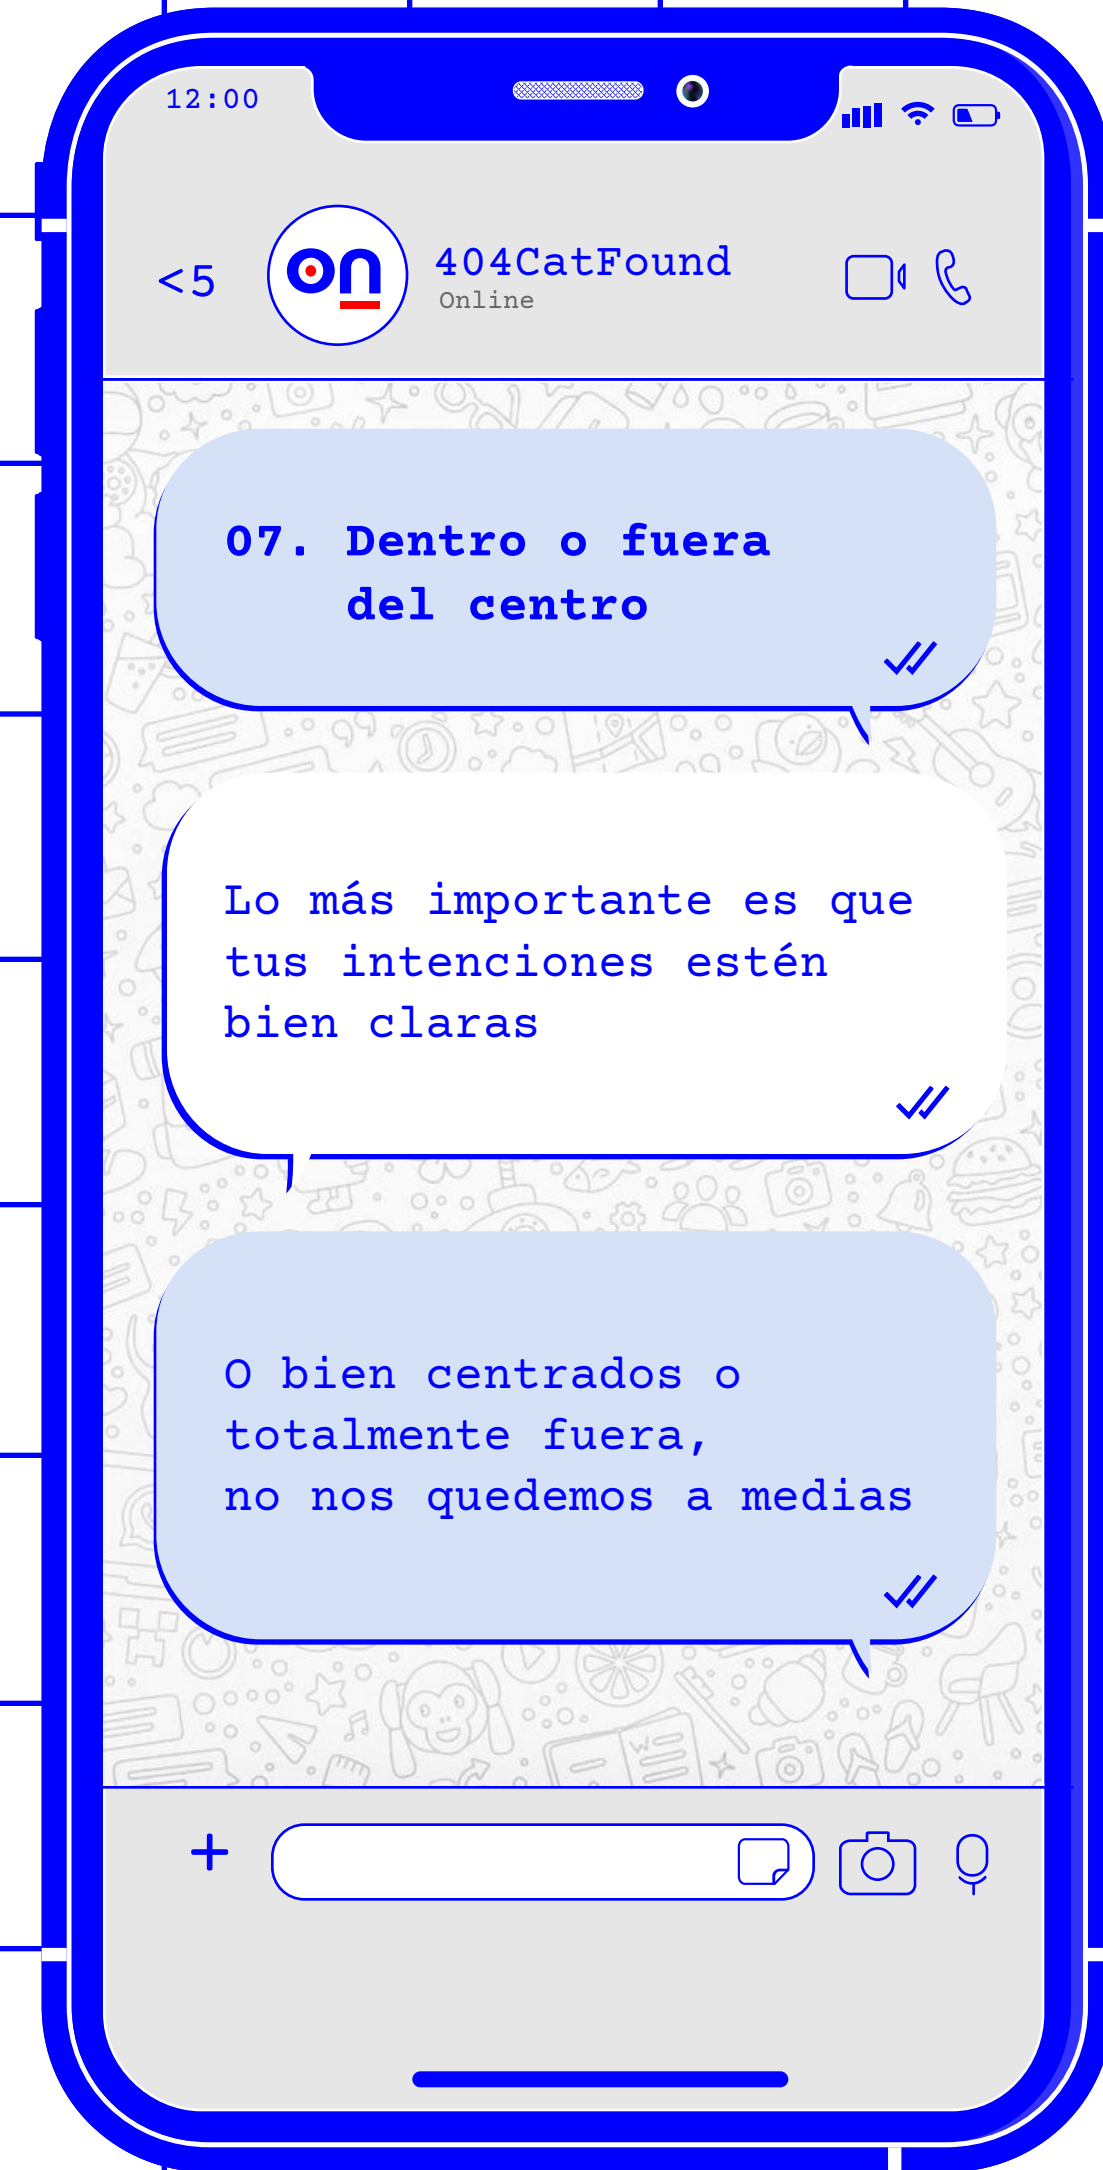 12:00
<5
on
404CatFound
Online
07. Dentro o fuera
del centro
Lo más importante es que
tus intenciones estén
bien claras
O bien centrados o
totalmente fuera,
no nos quedemos a medias